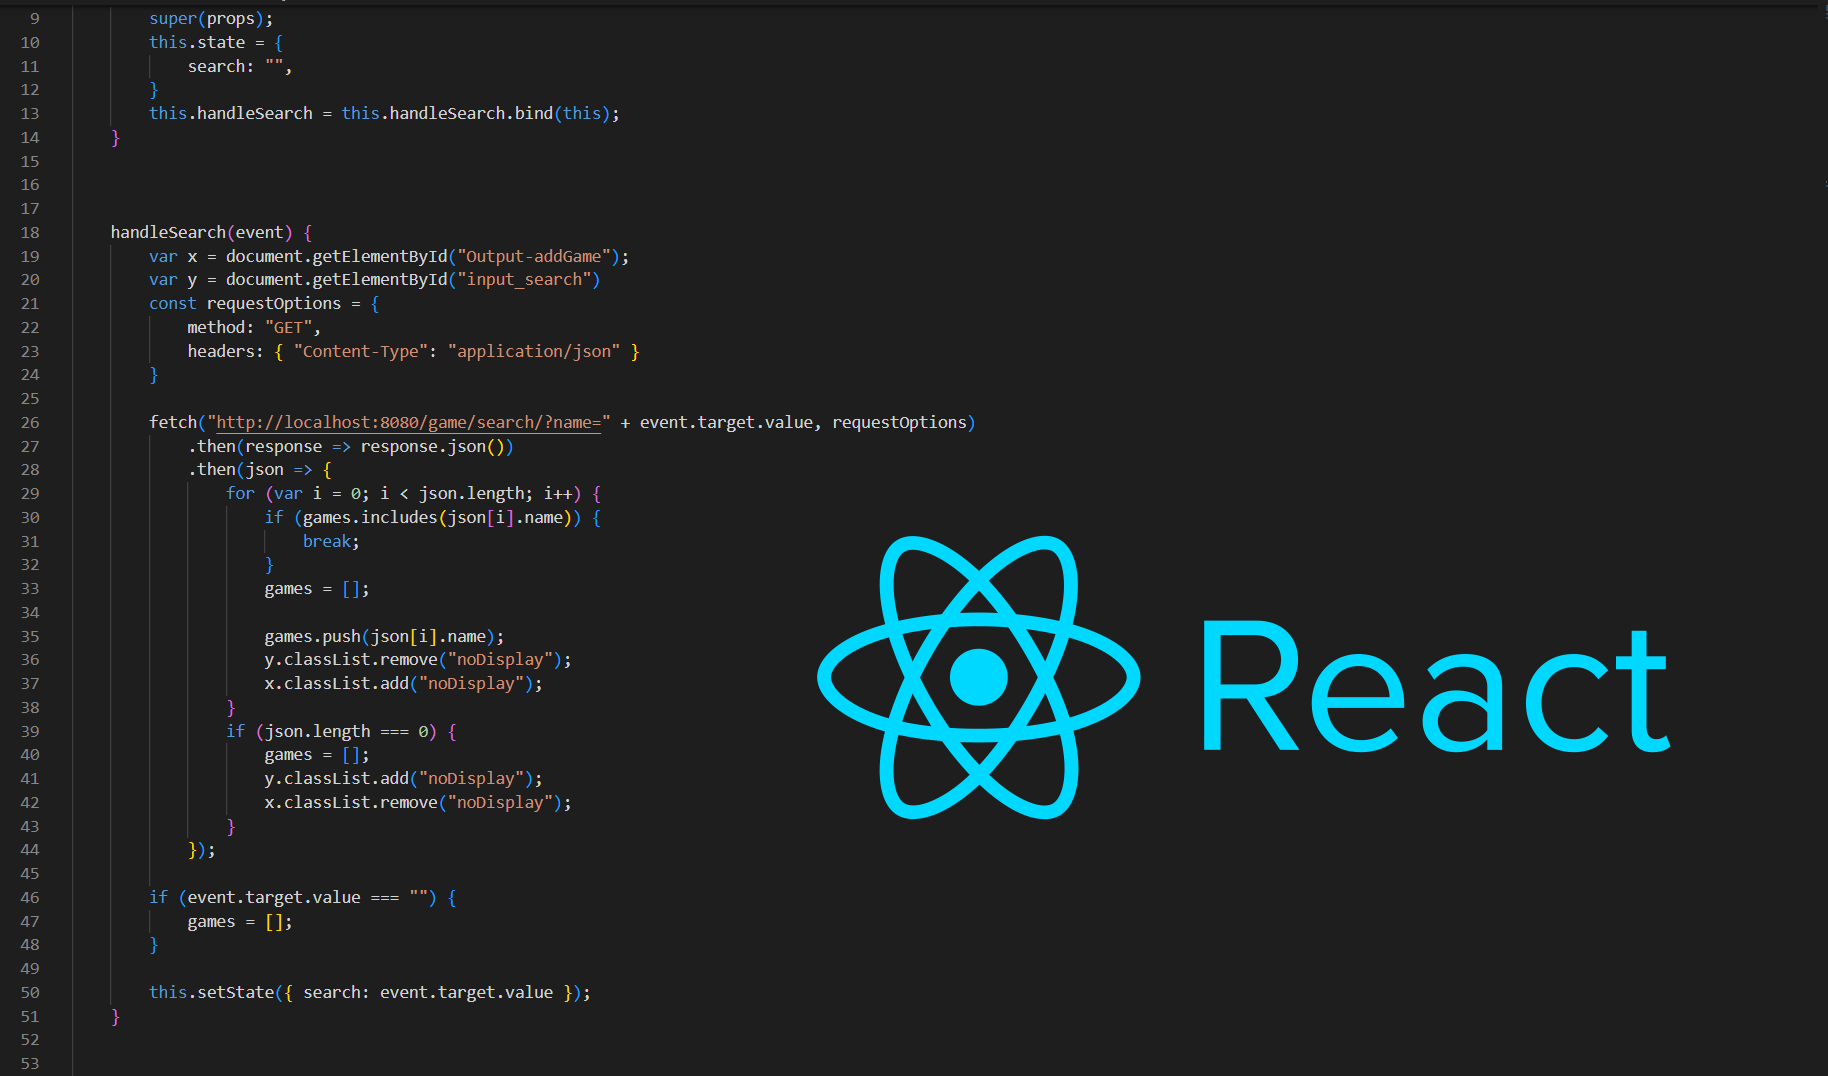 9 super(props);
10 this.state = {
11 search: "",
12 }
13 this.handleSearch = this.handleSearch.bind(this);
14 }
15
16
17
18 handleSearch(event) {
19 var x = document.getElementById("Output-addGame");
20 var y = document.getElementById("input_search")
21 const requestOptions = {
22 method: "GET",
23 headers: { "Content-Type": "application/json" }
24 }
25
26 fetch("http://localhost:8080/game/search/?name=" + event.target.value, requestOptions)
27 .then(response => response.json())
28 .then(json => {
29 for (var i = 0; i < json.length; i++) {
30 if (games.includes(json[i].name)) {
31 break;
32 }
33 games = [];
34
35 games.push(json[i].name);
36 y.classList.remove("noDisplay");
37 x.classList.add("noDisplay");
38 }
39 if (json.length === 0) {
40 games = [];
41 y.classList.add("noDisplay");
42 x.classList.remove("noDisplay");
43 }
44 });
45
46 if (event.target.value === "") {
47 games = [];
48 }
49
50 this.setState({ search: event.target.value });
51 }
52
53
React